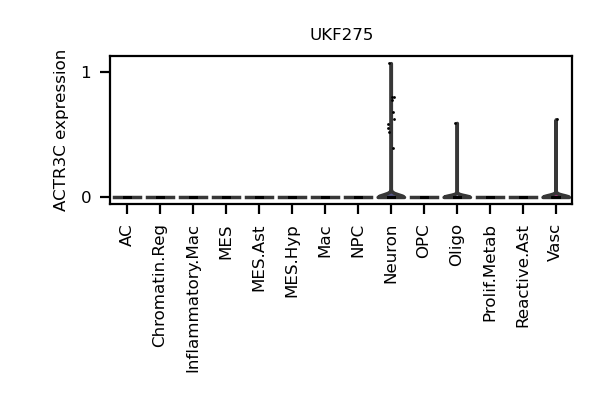 UKF275
ACTR3C expression
1
0
AC
Chromatin.Reg
Inflammatory.Mac
MES
MES.Ast
MES.Hyp
Mac
NPC
Neuron
OPC
Oligo
Prolif.Metab
Reactive.Ast
Vasc